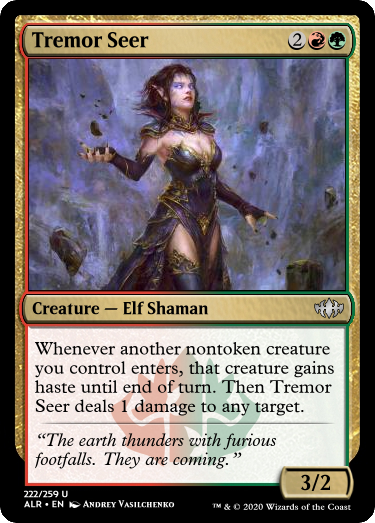 Tremor Seer 2
Creature — Elf Shaman
Whenever another nontoken creature
you control enters, that creature gains
haste until end of turn. Then Tremor
Seer deals 1 damage to any target.
“The earth thunders with furious
footfalls. They are coming.”
3/2
222/259 U
ALR • EN Andrey Vasilchenko ™ & © 2020 Wizards of the Coast